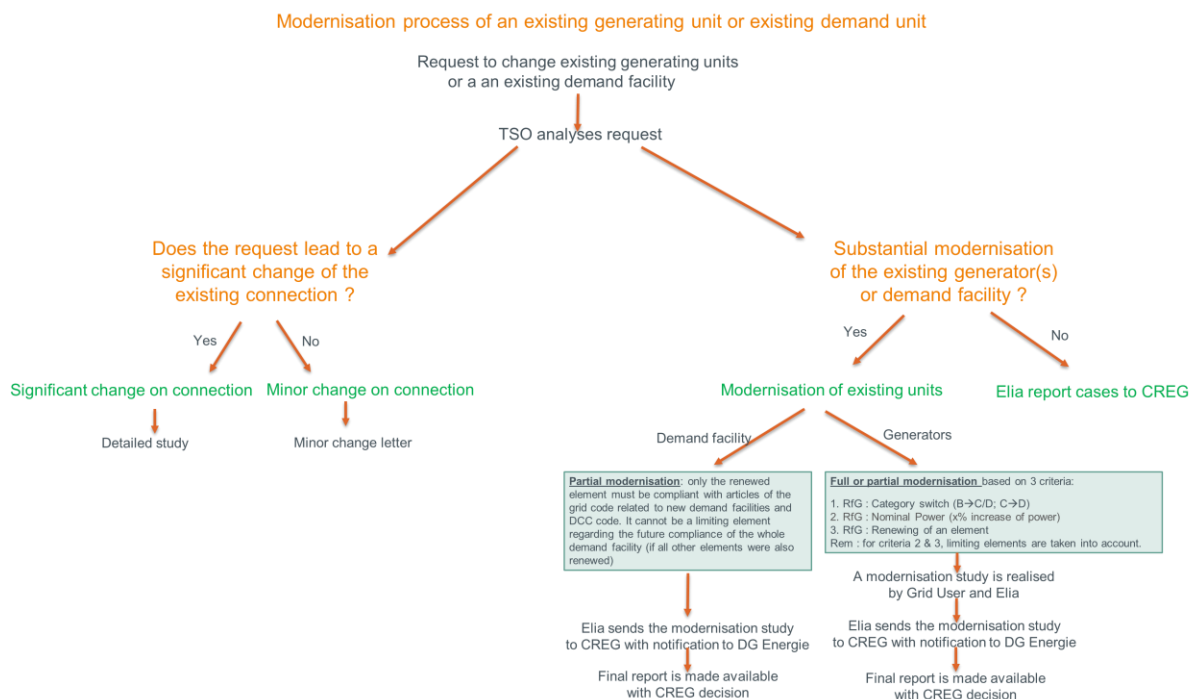 Modernisation process of an existing generating unit or existing demand unit
Request to change existing generating units
or a an existing demand facility
TSO analyses request
Does the request lead to a
significant change of the
existing connection ?
Yes
No
Significant change on connection
Minor change on connection
Detailed study
Minor change letter
Substantial modernisation
of the existing generator(s)
or demand facility ?
Yes
No
Modernisation of existing units
Elia report cases to CREG
Demand facility
Generators
Partial modernisation: only the renewed
element must be compliant with articles of the
grid code related to new demand facilities and
DCC code. It cannot be a limiting element
regarding the future compliance of the whole
demand facility (if all other elements were also
renewed)
Elia sends the modernisation study
to CREG with notification to DG Energie
Final report is made available
with CREG decision
Full or partial modernisation based on 3 criteria:
1. RfG : Category switch (B→C/D; C→D)
2. RfG : Nominal Power (x% increase of power)
3. RfG : Renewing of an element
Rem : for criteria 2 & 3, limiting elements are taken into account.
A modernisation study is realised
by Grid User and Elia
Elia sends the modernisation study
to CREG with notification to DG Energie
Final report is made available
with CREG decision